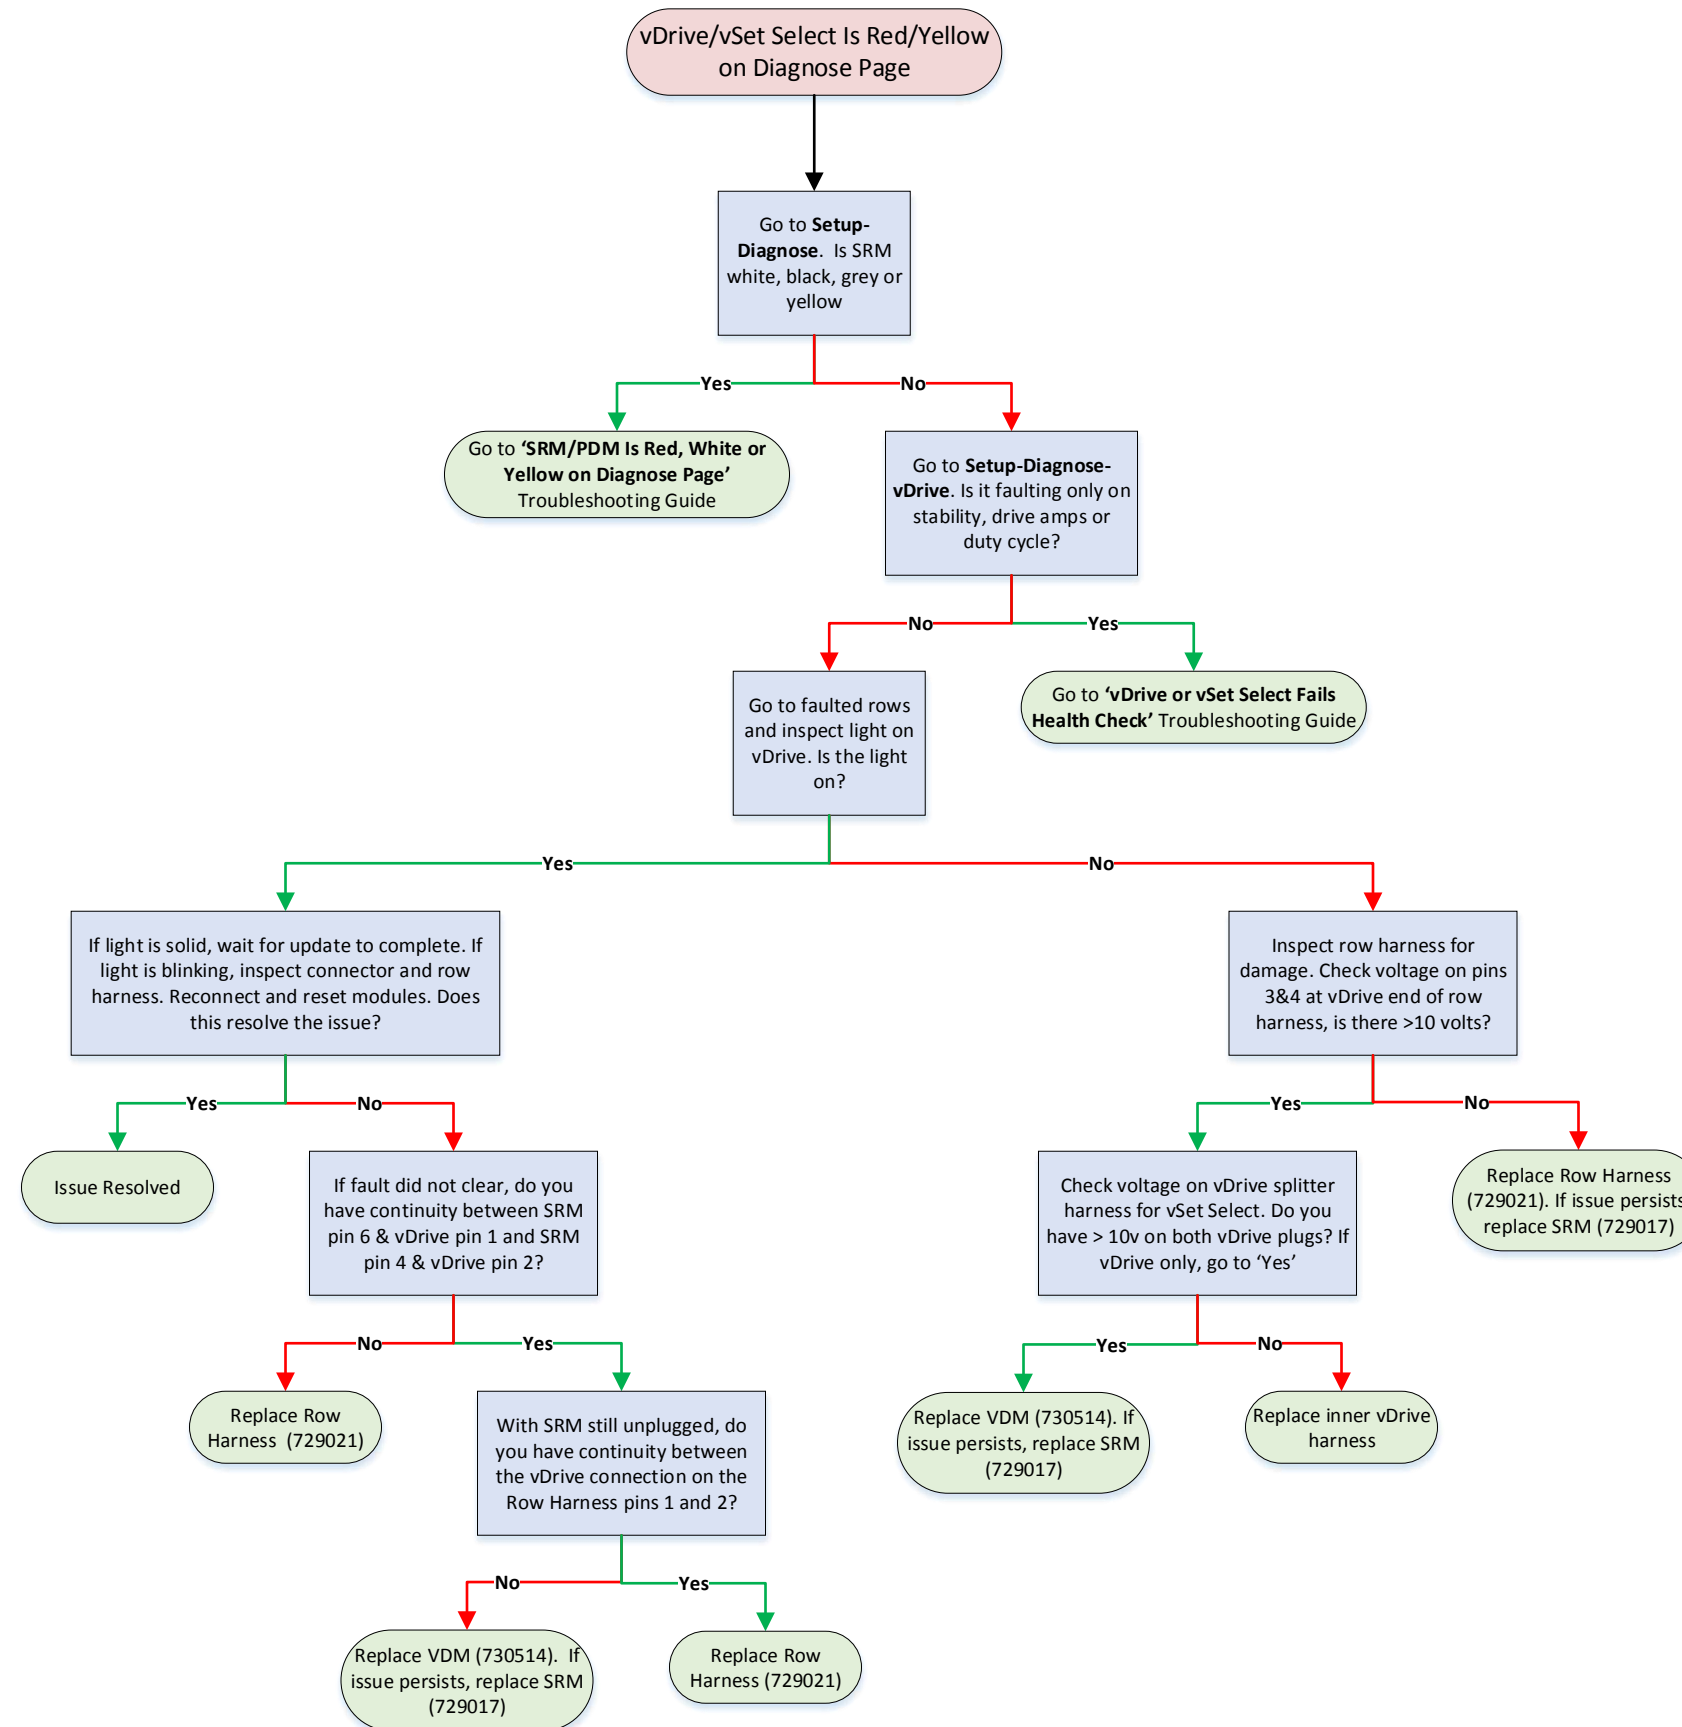 vDrive/vSet Select Is Red/Yellow
on Diagnose Page
Go to Setup-
Diagnose.  Is SRM
white, black, grey or
yellow
Yes
No
Go to ‘SRM/PDM Is Red, White or
Yellow on Diagnose Page’
Troubleshooting Guide
Go to Setup-Diagnose-
vDrive. Is it faulting only on
stability, drive amps or
duty cycle?
No
Yes
Go to faulted rows
and inspect light on
vDrive. Is the light
on?
Go to ‘vDrive or vSet Select Fails
Health Check’ Troubleshooting Guide
Yes
No
If light is solid, wait for update to complete. If
light is blinking, inspect connector and row
harness. Reconnect and reset modules. Does
this resolve the issue?
Inspect row harness for
damage. Check voltage on pins
3&4 at vDrive end of row
harness, is there >10 volts?
Yes
No
Yes
No
Issue Resolved
If fault did not clear, do you
have continuity between SRM
pin 6 & vDrive pin 1 and SRM
pin 4 & vDrive pin 2?
Check voltage on vDrive splitter
harness for vSet Select. Do you
have > 10v on both vDrive plugs? If
vDrive only, go to ‘Yes’
Replace Row Harness
(729021). If issue persists
replace SRM (729017)
No
Yes
Yes
No
Replace Row
Harness  (729021)
With SRM still unplugged, do
you have continuity between
the vDrive connection on the
Row Harness pins 1 and 2?
Replace VDM (730514). If
issue persists, replace SRM
(729017)
Replace inner vDrive
harness
No
Yes
Replace VDM (730514).  If
issue persists, replace SRM
(729017)
Replace Row
Harness (729021)